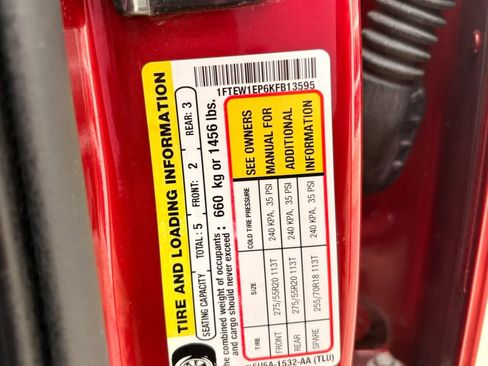 1FTEW1EP6KFB13595
TIRE AND LOADING INFORMATION
SEATING CAPACITY TOTAL: 5 FRONT: 2 REAR: 3
The combined weight of occupants
and cargo should never exceed : 660 kg or 1456 lbs.
TIRE SIZE COLD TIRE PRESSURE
FRONT 275/55R20 113T 240 KPA, 35 PSI
REAR 275/55R20 113T 240 KPA, 35 PSI
SPARE 255/70R18 113T 240 KPA, 35 PSI
SEE OWNERS
MANUAL FOR
ADDITIONAL
INFORMATION
5A-1532-AA (TLU)